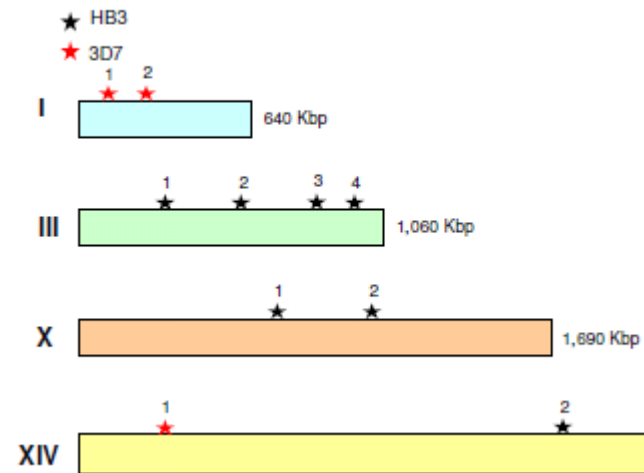 HB3
3D7
1 2
I 640 Kbp
1 2 3 4
III 1,060 Kbp
1 2
X 1,690 Kbp
1 2
XIV